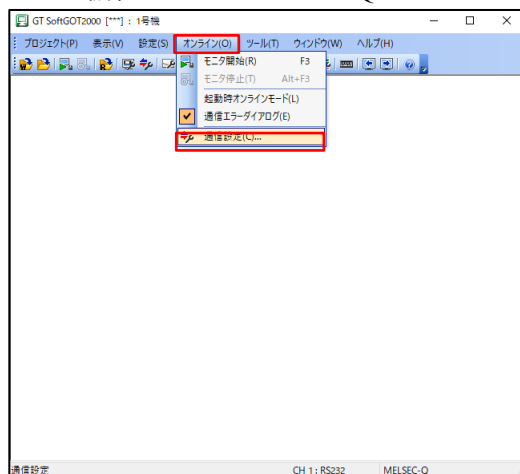 GT SoftGOT2000 [***] : 1号機
プロジェクト(P) 表示(V) 設定(S) オンライン(O) ツール(T) ウィンドウ(W) ヘルプ(H)
モニタ開始(R) F3
モニタ停止(T) Alt+F3
起動時オンラインモード(L)
通信エラーダイアログ(E)
通信設定(C)...
通信設定 CH 1 : RS232 MELSEC-Q